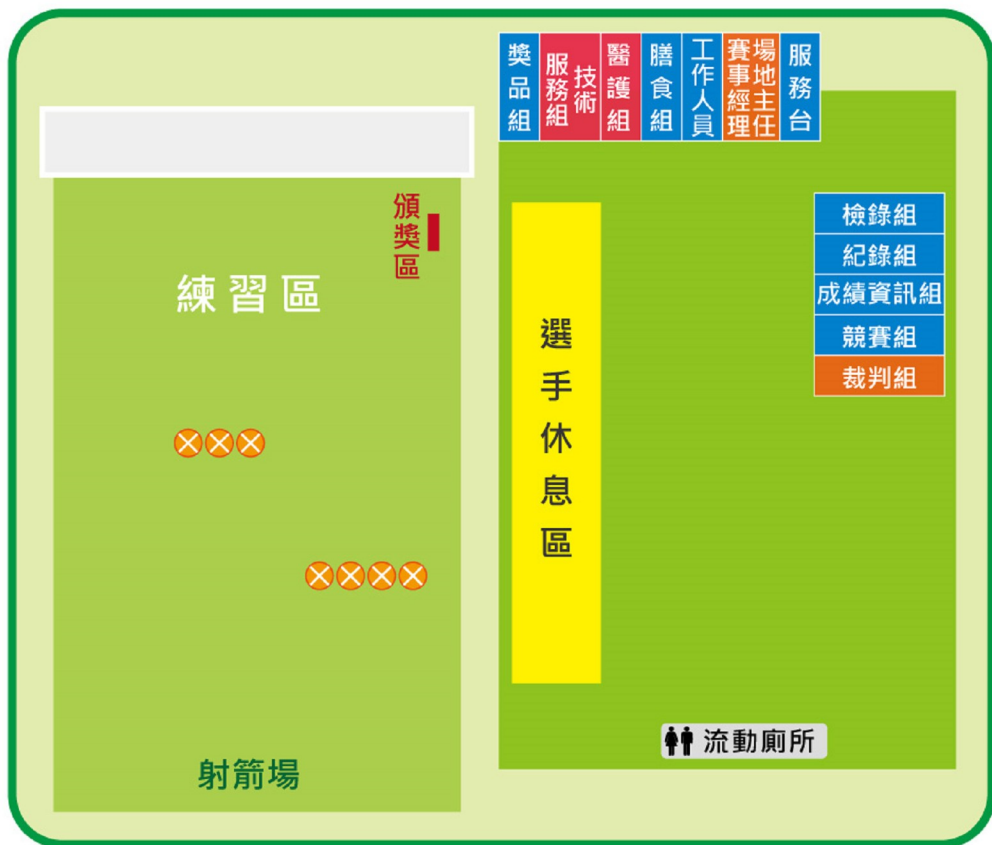 獎品組
技術
服務組
醫護組
膳食組
工作人員
場地主任
賽事經理
服務台
頒獎區
練習區
檢錄組
紀錄組
成績資訊組
競賽組
裁判組
選手休息區
流動廁所
射箭場